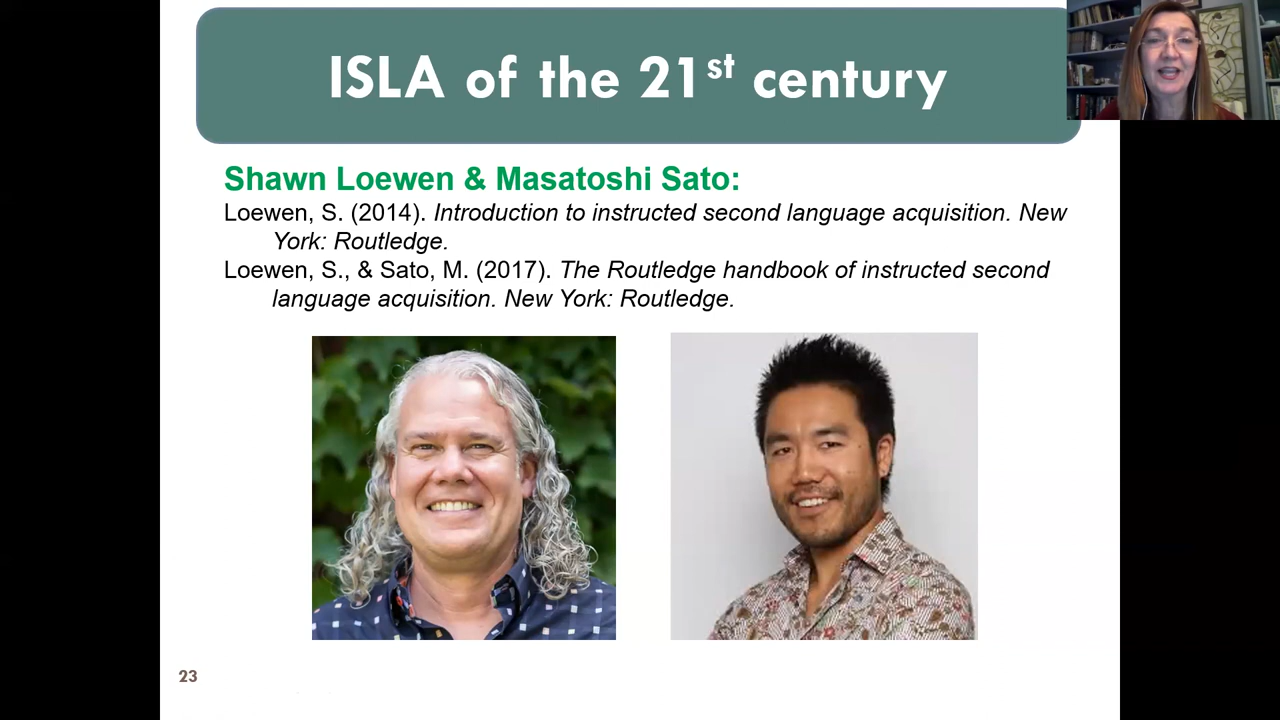 ISLA of the 21st century
Shawn Loewen & Masatoshi Sato:
Loewen, S. (2014). Introduction to instructed second language acquisition. New
York: Routledge.
Loewen, S., & Sato, M. (2017). The Routledge handbook of instructed second
language acquisition. New York: Routledge.
23